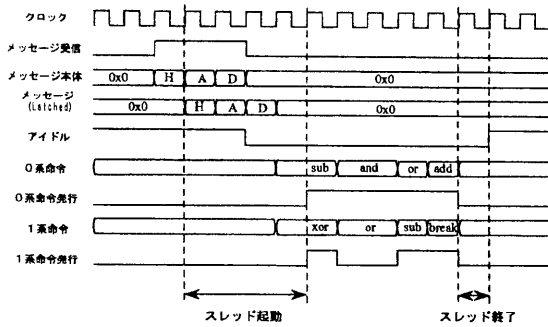 クロック
メッセージ受信
メッセージ本体 0x0 H A D 0x0
メッセージ
(Latched) 0x0 H A D 0x0
アイドル
0系命令 sub and or add
0系命令発行
1系命令 xor or sub break
1系命令発行
スレッド起動 スレッド終了